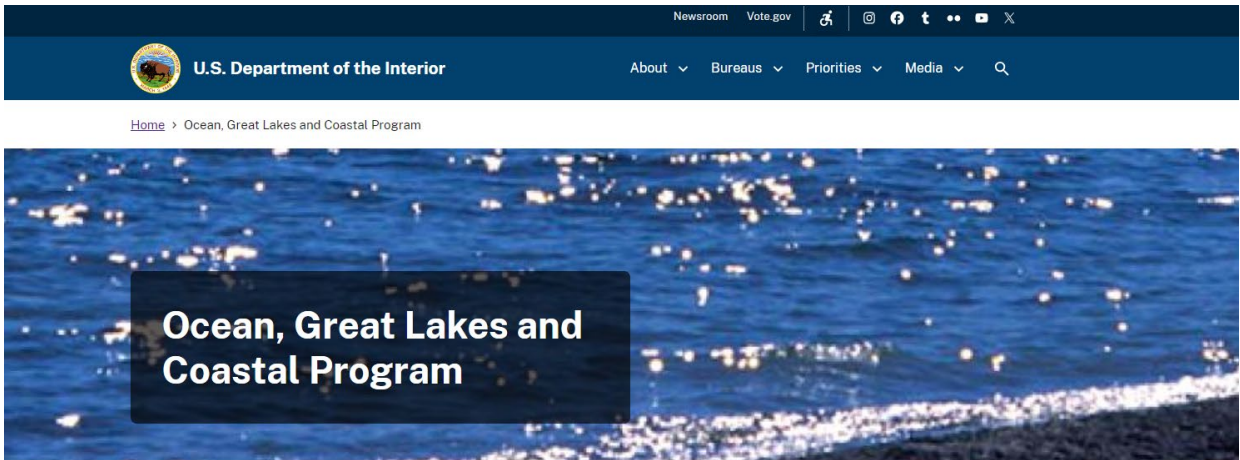 Newsroom Vote.gov
U.S. Department of the Interior
About Bureaus Priorities Media
Home > Ocean, Great Lakes and Coastal Program
Ocean, Great Lakes and
Coastal Program